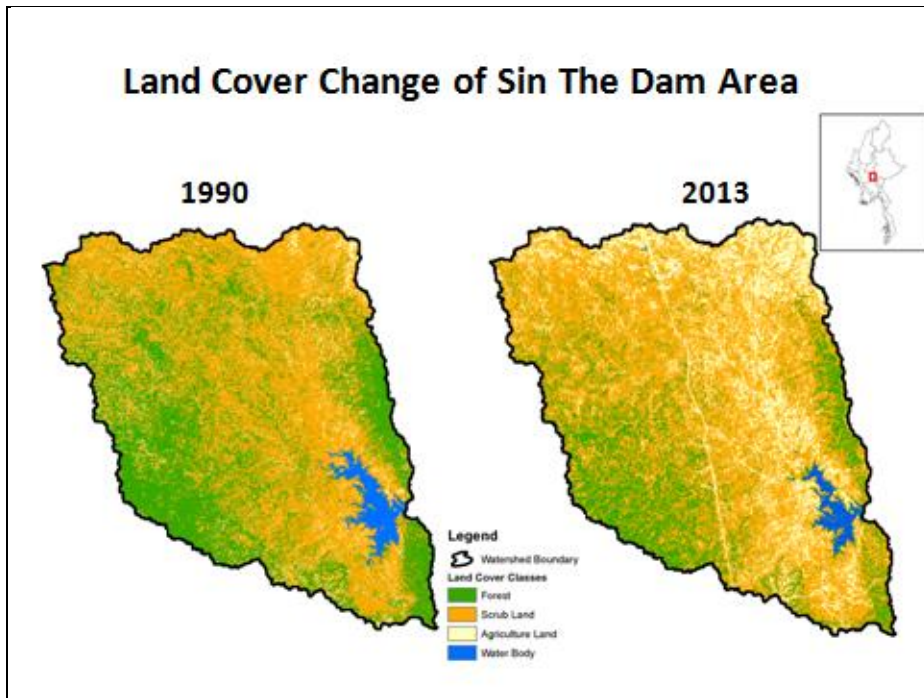 Land Cover Change of Sin The Dam Area
1990
2013
Legend
Watershed Boundary
Land Cover Classes
Forest
Scrub Land
Agriculture Land
Water Body